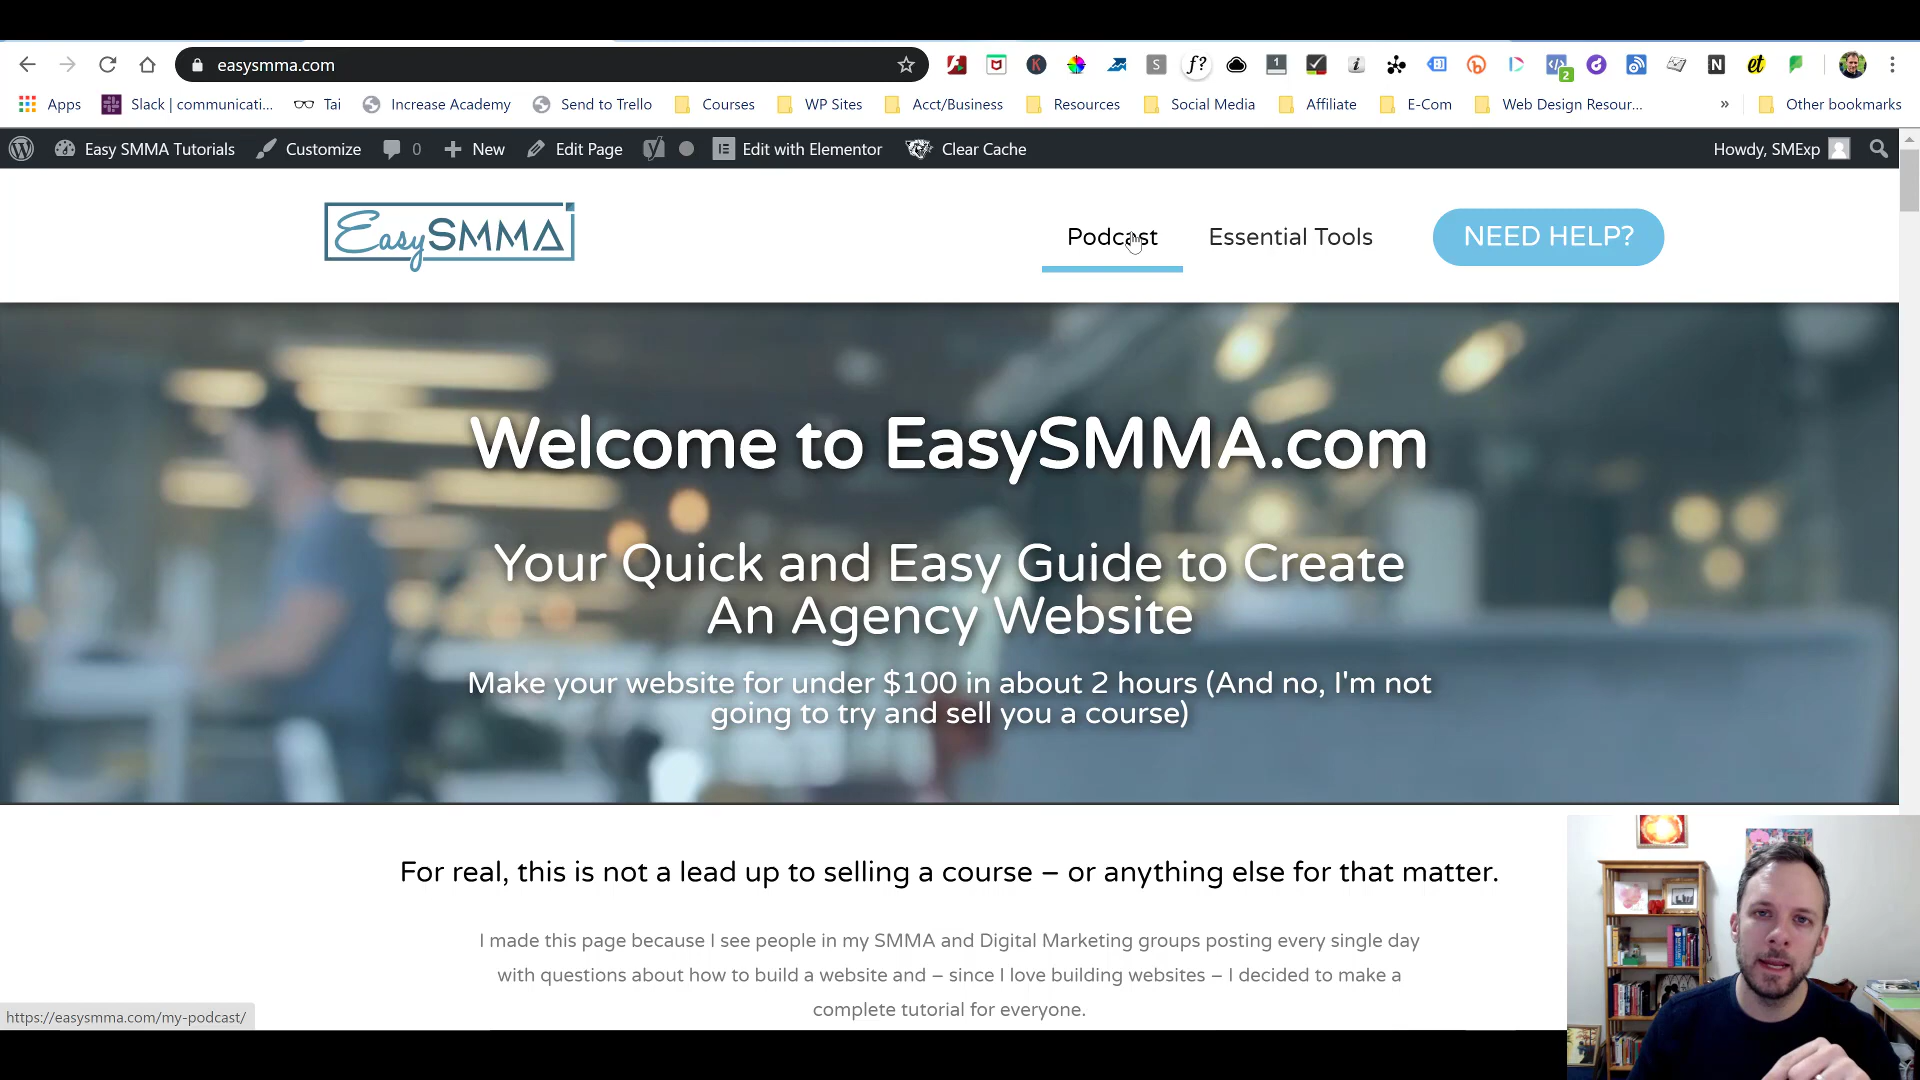 easysmma.com
Apps
Slack | communicati...
Tai
Increase Academy
Send to Trello
Courses
WP Sites
Acct/Business
Resources
Social Media
Affiliate
E-Com
Web Design Resour...
»
Other bookmarks
Easy SMMA Tutorials
Customize
0
New
Edit Page
Edit with Elementor
Clear Cache
Howdy, SMExp
EasySMMA
Podcast
Essential Tools
NEED HELP?
Welcome to EasySMMA.com
Your Quick and Easy Guide to Create
An Agency Website
Make your website for under $100 in about 2 hours (And no, I'm not
going to try and sell you a course)
For real, this is not a lead up to selling a course – or anything else for that matter.
I made this page because I see people in my SMMA and Digital Marketing groups posting every single day
with questions about how to build a website and – since I love building websites – I decided to make a
complete tutorial for everyone.
https://easysmma.com/my-podcast/